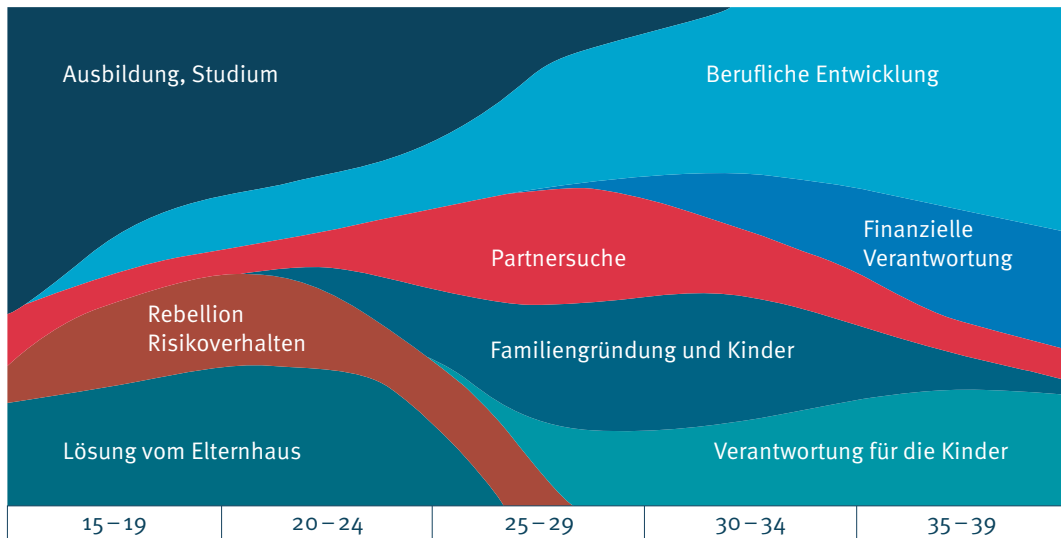 Ausbildung, Studium
Berufliche Entwicklung
Finanzielle
Verantwortung
Partnersuche
Rebellion
Risikoverhalten
Familiengründung und Kinder
Lösung vom Elternhaus
Verantwortung für die Kinder
15–19
20–24
25–29
30–34
35–39